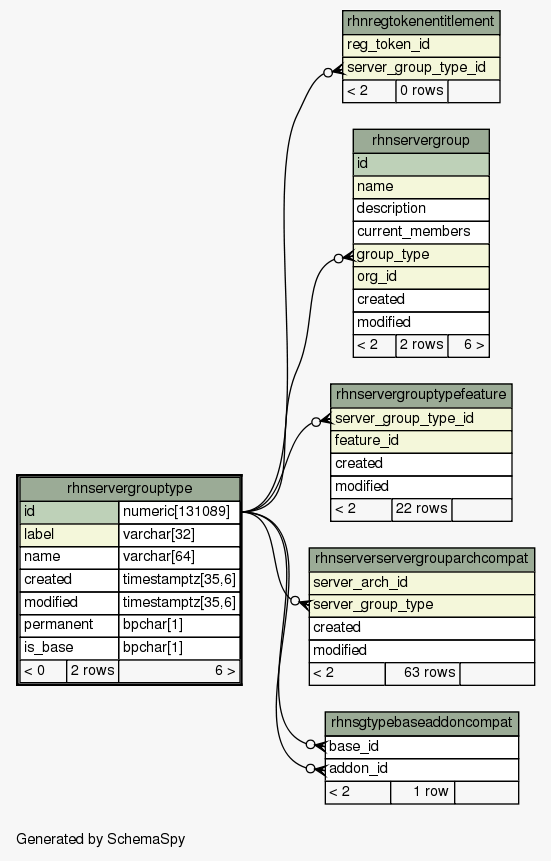 rhnregtokenentitlement
reg_token_id
server_group_type_id
< 2 0 rows
rhnservergroup
id
name
description
current_members
group_type
org_id
created
modified
< 2 2 rows 6 >
rhnservergrouptypefeature
server_group_type_id
feature_id
created
modified
< 2 22 rows
rhnservergrouptype
id numeric[131089]
label varchar[32]
name varchar[64]
created timestamptz[35,6]
modified timestamptz[35,6]
permanent bpchar[1]
is_base bpchar[1]
< 0 2 rows 6 >
rhnserverservergrouparchcompat
server_arch_id
server_group_type
created
modified
< 2 63 rows
rhnsgtypebaseaddoncompat
base_id
addon_id
< 2 1 row
Generated by SchemaSpy